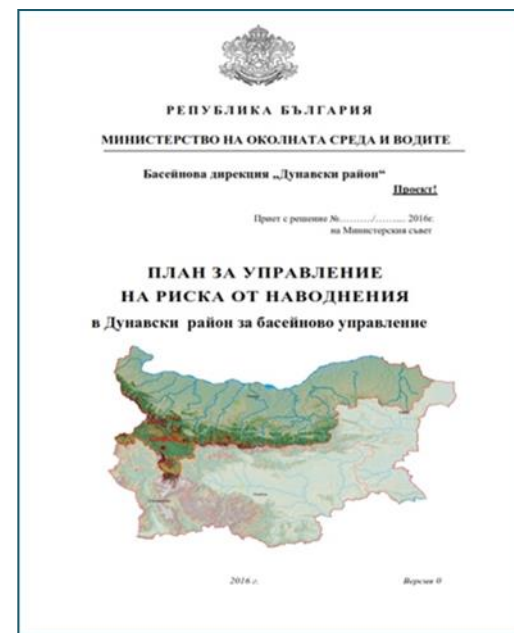 РЕПУБЛИКА БЪЛГАРИЯ
МИНИСТЕРСТВО НА ОКОЛНАТА СРЕДА И ВОДИТЕ
Басейнова дирекция „Дунавски район“
Проект!
Приет с решение №………../…….... 2016г.
на Министерския съвет
ПЛАН ЗА УПРАВЛЕНИЕ
НА РИСКА ОТ НАВОДНЕНИЯ
в Дунавски район за басейново управление
2016 г. Версия 0